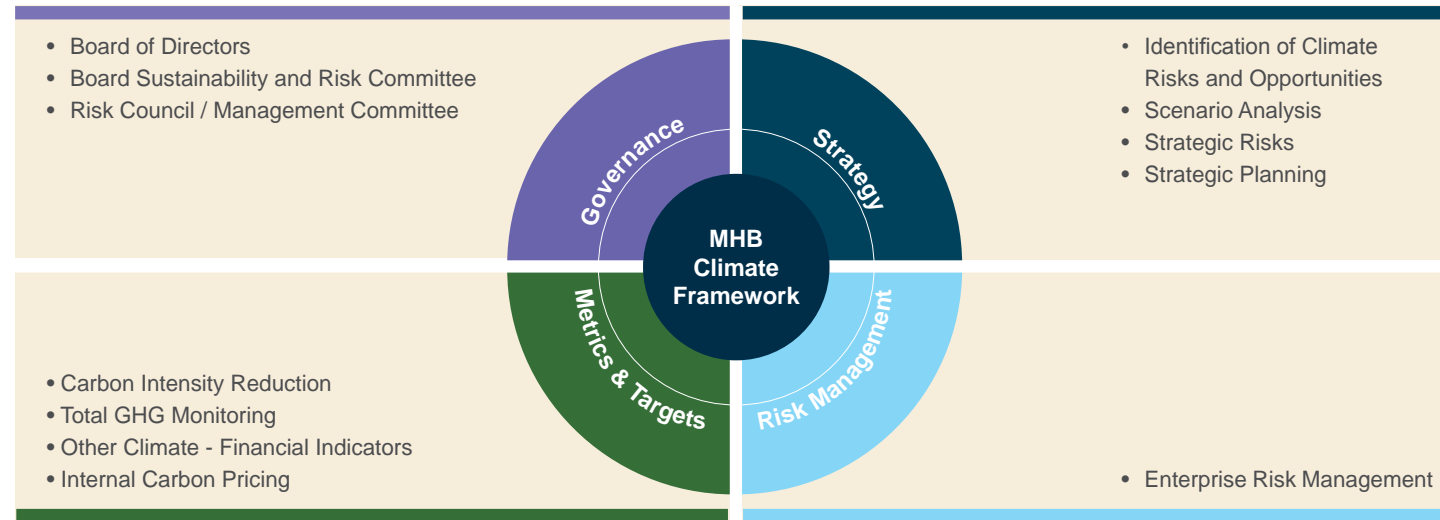 • Board of Directors
• Board Sustainability and Risk Committee
• Risk Council / Management Committee
Governance
Strategy
• Identification of Climate
Risks and Opportunities
• Scenario Analysis
• Strategic Risks
• Strategic Planning
MHB
Climate
Framework
• Carbon Intensity Reduction
• Total GHG Monitoring
• Other Climate - Financial Indicators
• Internal Carbon Pricing
Metrics & Targets
Risk Management
• Enterprise Risk Management